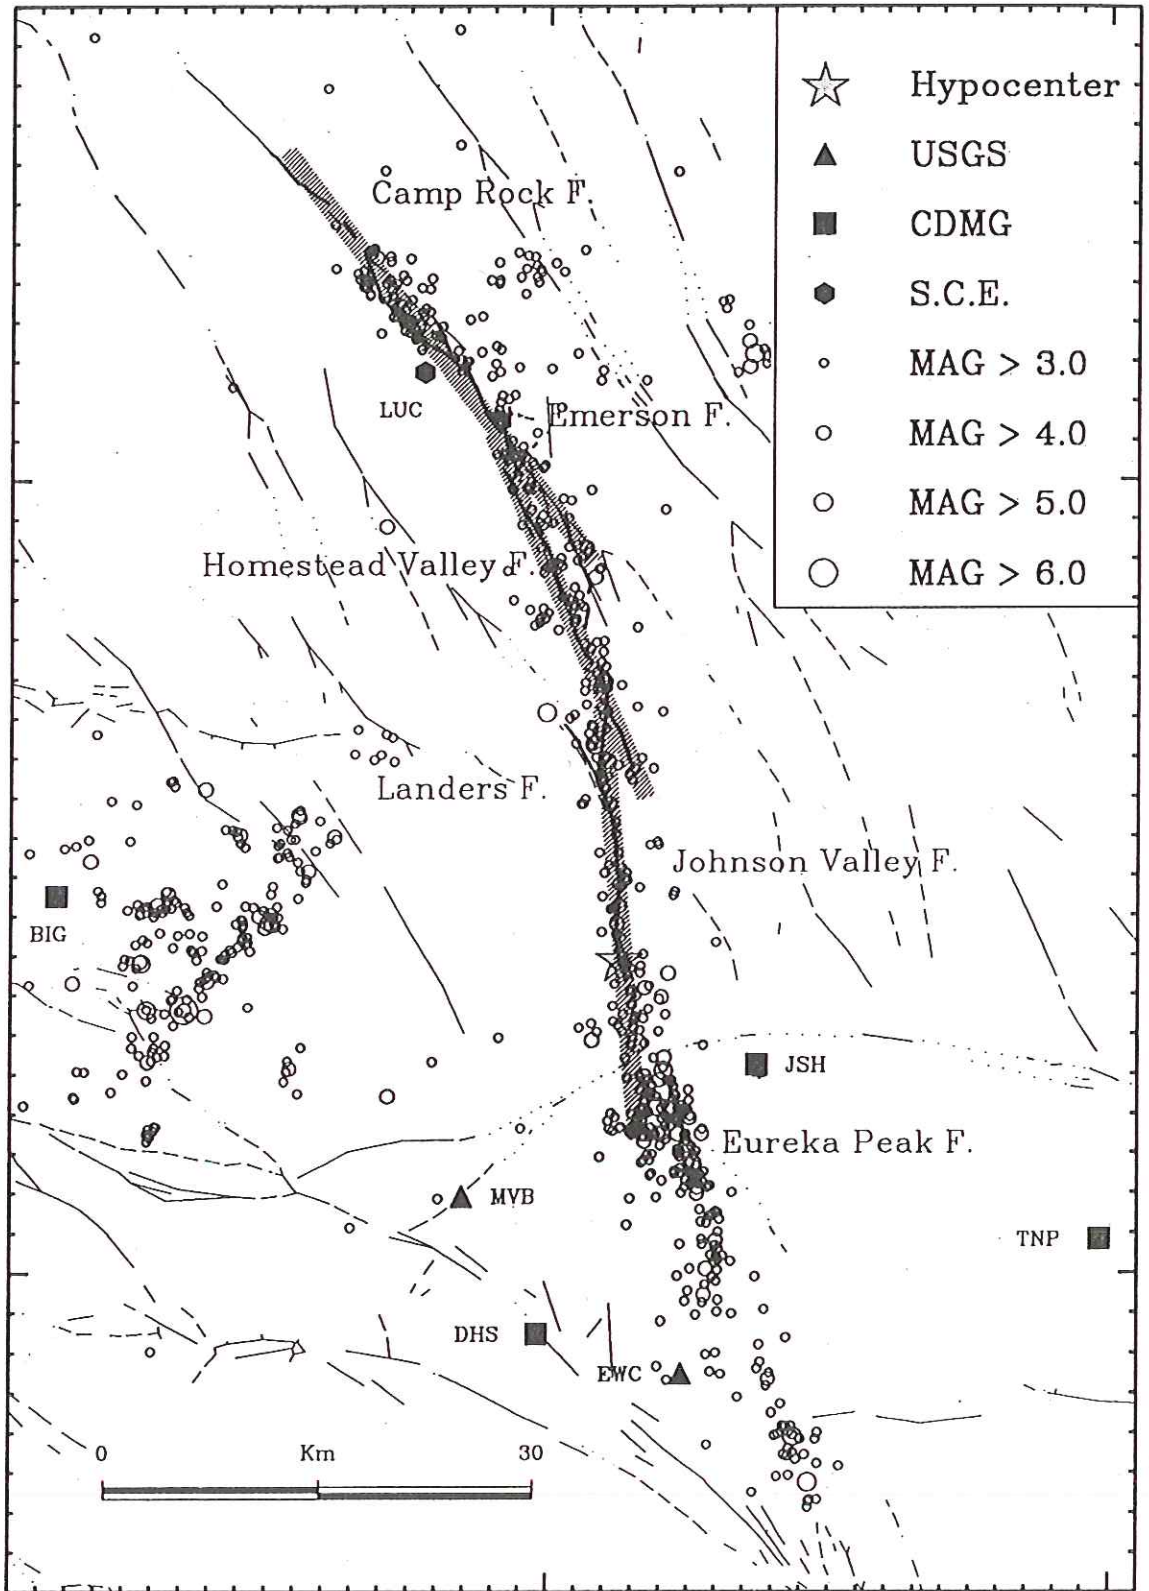 Hypocenter
USGS
CDMG
S.C.E.
MAG > 3.0
MAG > 4.0
MAG > 5.0
MAG > 6.0
Camp Rock F.
LUC
Emerson F.
Homestead Valley F.
Landers F.
Johnson Valley F.
BIG
JSH
Eureka Peak F.
MVB
TNP
DHS
EWC
0 Km 30